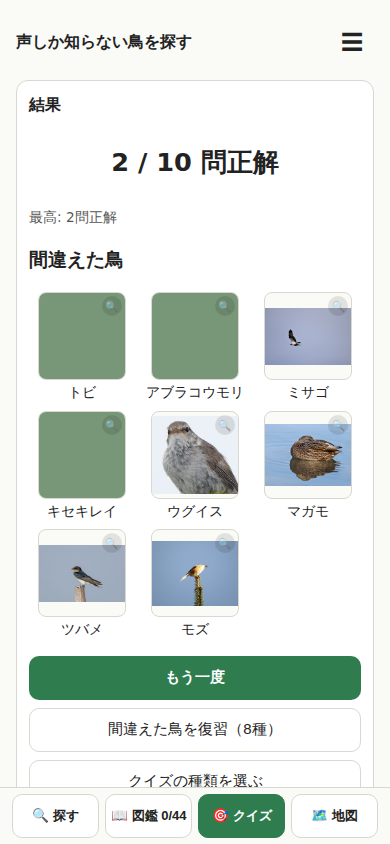 声しか知らない鳥を探す
結果
2 / 10 問正解
最高: 2問正解
間違えた鳥
トビ
アブラコウモリ
ミサゴ
キセキレイ
ウグイス
マガモ
ツバメ
モズ
もう一度
間違えた鳥を復習（8種）
クイズの種類を選ぶ
探す
図鑑 0/44
クイズ
地図